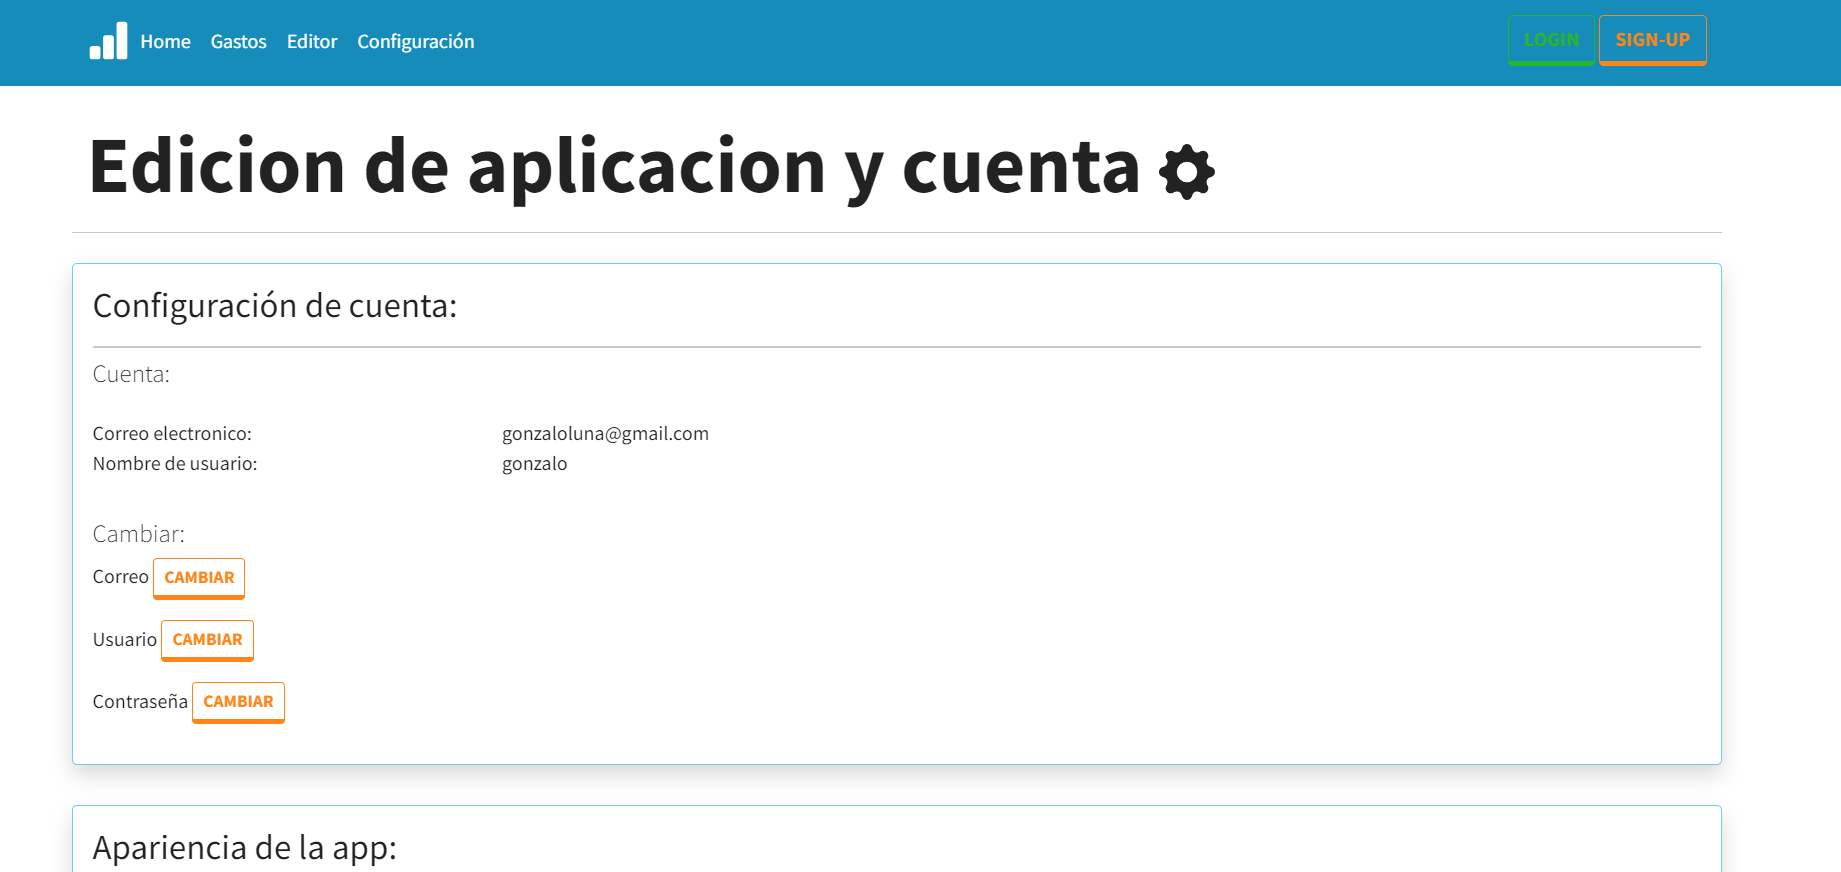 Home Gastos Editor Configuración LOGIN SIGN-UP
Edicion de aplicacion y cuenta
Configuración de cuenta:
Cuenta:
Correo electronico: gonzaloluna@gmail.com
Nombre de usuario: gonzalo
Cambiar:
Correo CAMBIAR
Usuario CAMBIAR
Contraseña CAMBIAR
Apariencia de la app: